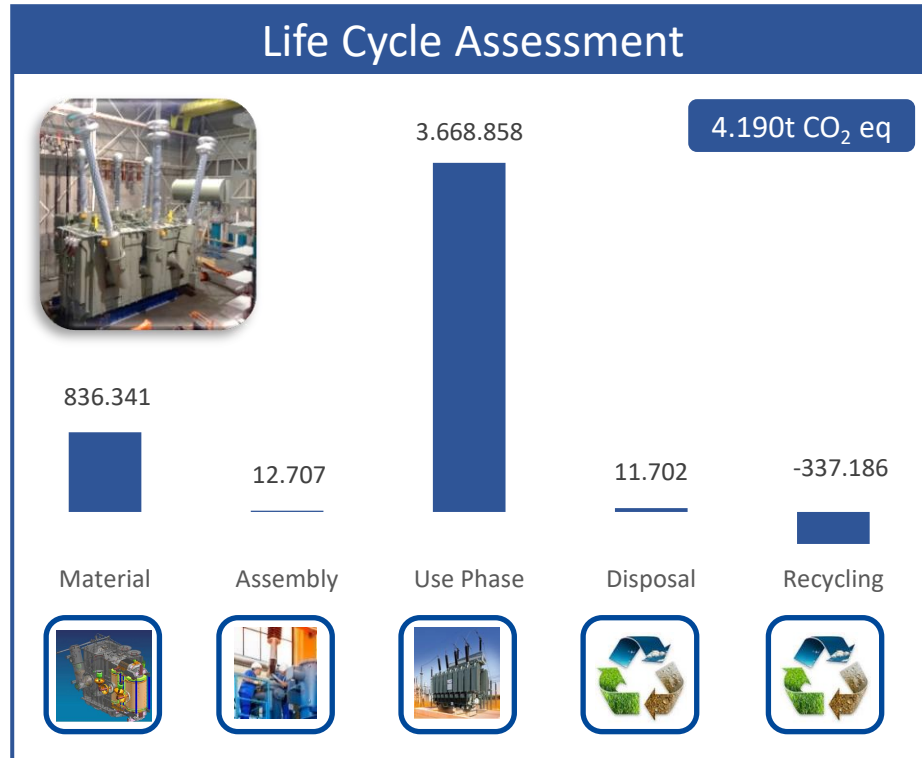 Life Cycle Assessment
4.190t CO₂ eq
3.668.858
836.341
12.707
11.702
-337.186
Material
Assembly
Use Phase
Disposal
Recycling